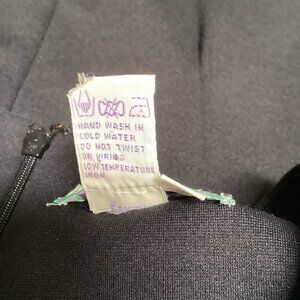 HAND WASH IN
COLD WATER
DO NOT TWIST
OR WRING
LOW TEMPERATURE
IRON